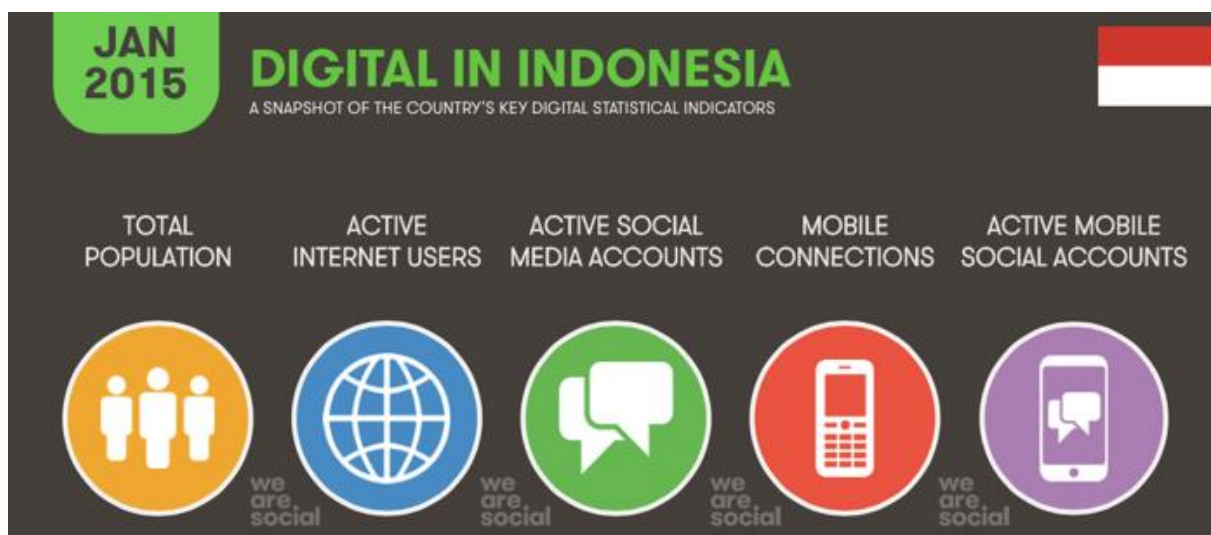 JAN
2015
DIGITAL IN INDONESIA
A SNAPSHOT OF THE COUNTRY'S KEY DIGITAL STATISTICAL INDICATORS
TOTAL
POPULATION
ACTIVE
INTERNET USERS
ACTIVE SOCIAL
MEDIA ACCOUNTS
MOBILE
CONNECTIONS
ACTIVE MOBILE
SOCIAL ACCOUNTS
we
are
social
we
are
social
we
are
social
we
are
social